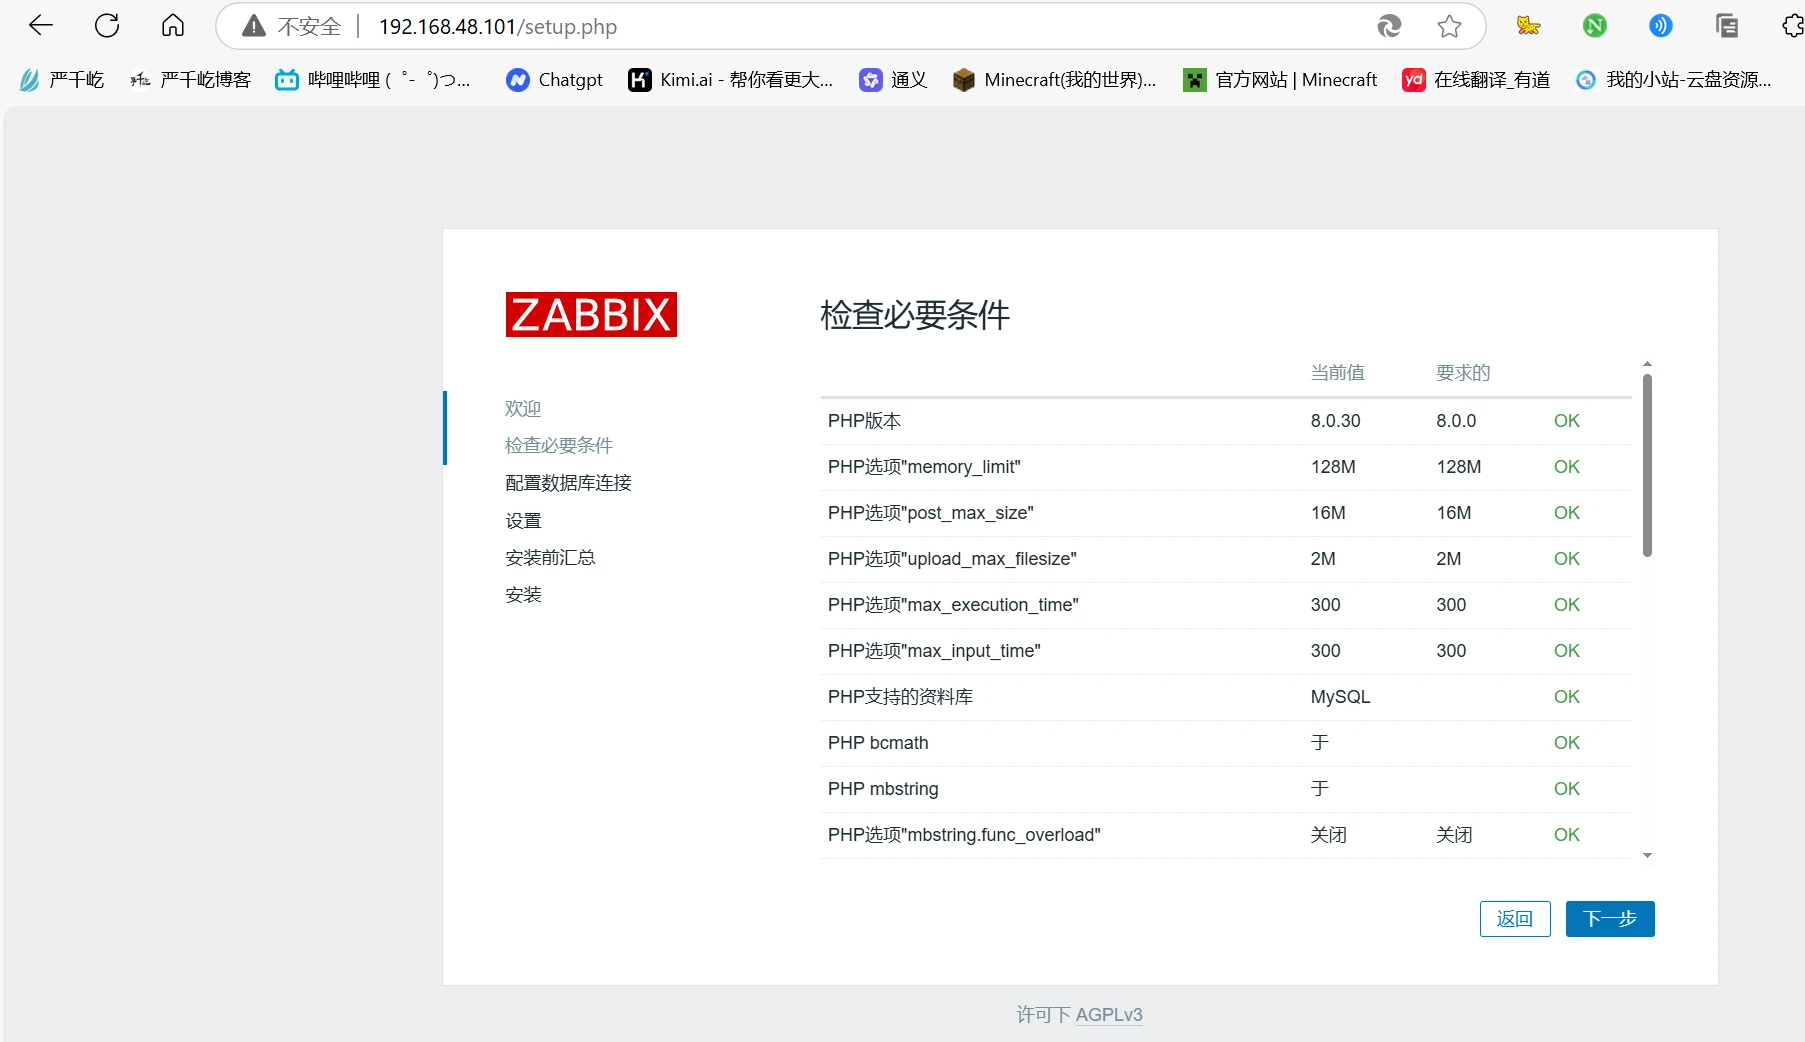 不安全 192.168.48.101/setup.php
严千屹 严千屹博客 哔哩哔哩 ( ゜- ゜)つ... Chatgpt Kimi.ai - 帮你看更大... 通义 Minecraft(我的世界)... 官方网站 | Minecraft yd 在线翻译_有道 我的小站-云盘资源...
ZABBIX
欢迎
检查必要条件
配置数据库连接
设置
安装前汇总
安装
检查必要条件
当前值 要求的
PHP版本 8.0.30 8.0.0 OK
PHP选项"memory_limit" 128M 128M OK
PHP选项"post_max_size" 16M 16M OK
PHP选项"upload_max_filesize" 2M 2M OK
PHP选项"max_execution_time" 300 300 OK
PHP选项"max_input_time" 300 300 OK
PHP支持的资料库 MySQL OK
PHP bcmath 于 OK
PHP mbstring 于 OK
PHP选项"mbstring.func_overload" 关闭 关闭 OK
返回 下一步
许可下 AGPLv3